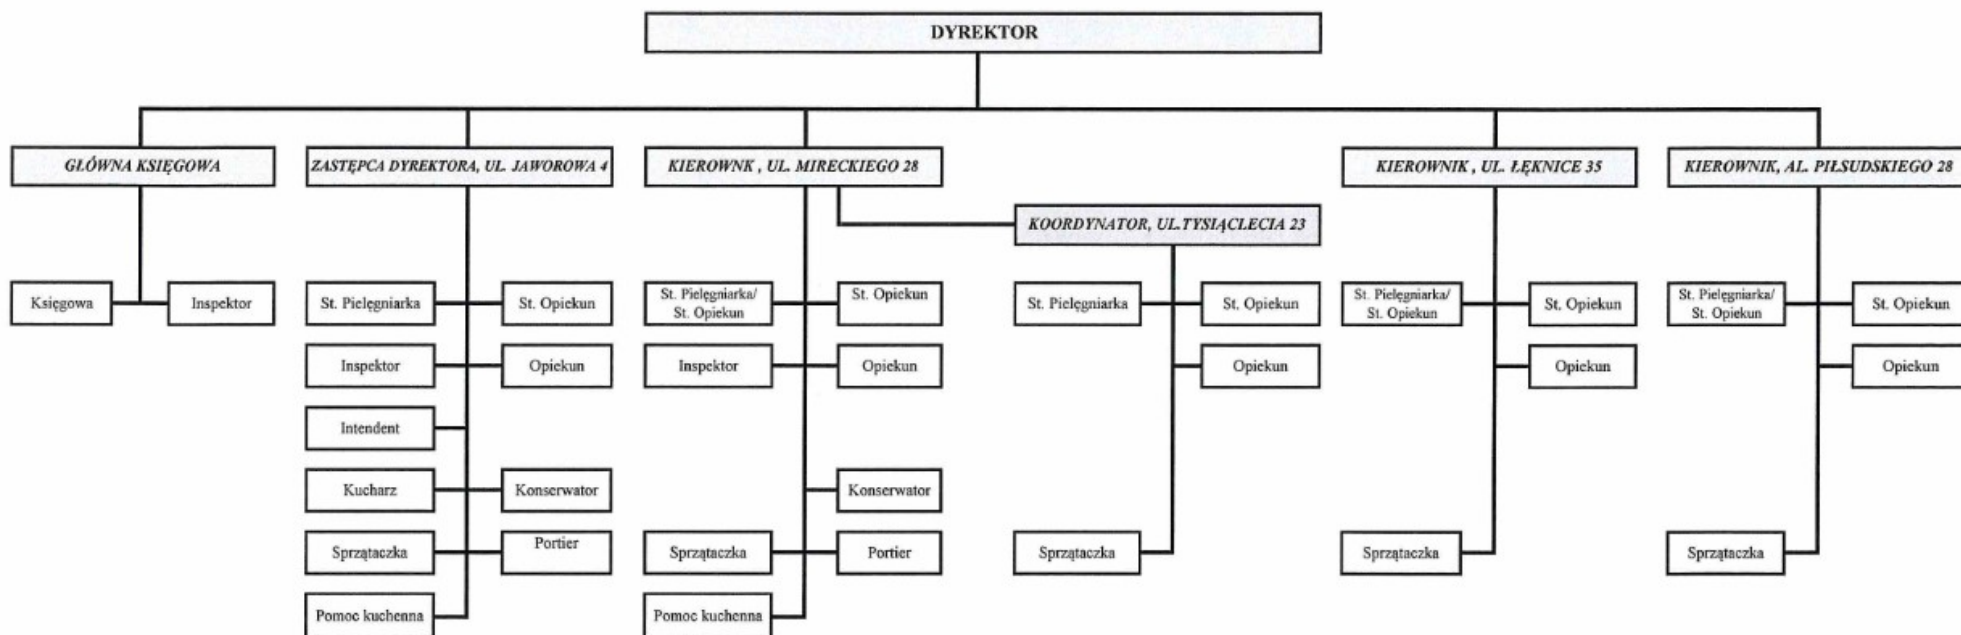 DYREKTOR
GŁÓWNA KSIĘGOWA
ZASTĘPCA DYREKTORA, UL. JAWOROWA 4
KIEROWNK , UL. MIRECKIEGO 28
KIEROWNIK , UL. ŁĘKNICE 35
KIEROWNIK, AL. PIŁSUDSKIEGO 28
KOORDYNATOR, UL.TYSIĄCLECIA 23
Księgowa
Inspektor
St. Pielęgniarka
St. Opiekun
Inspektor
Opiekun
Intendent
Kucharz
Konserwator
Sprzątaczka
Portier
Pomoc kuchenna
St. Pielęgniarka/
St. Opiekun
St. Opiekun
Inspektor
Opiekun
Konserwator
Sprzątaczka
Portier
Pomoc kuchenna
St. Pielęgniarka
St. Opiekun
Opiekun
Sprzątaczka
St. Pielęgniarka/
St. Opiekun
St. Opiekun
Opiekun
Sprzątaczka
St. Pielęgniarka/
St. Opiekun
St. Opiekun
Opiekun
Sprzątaczka